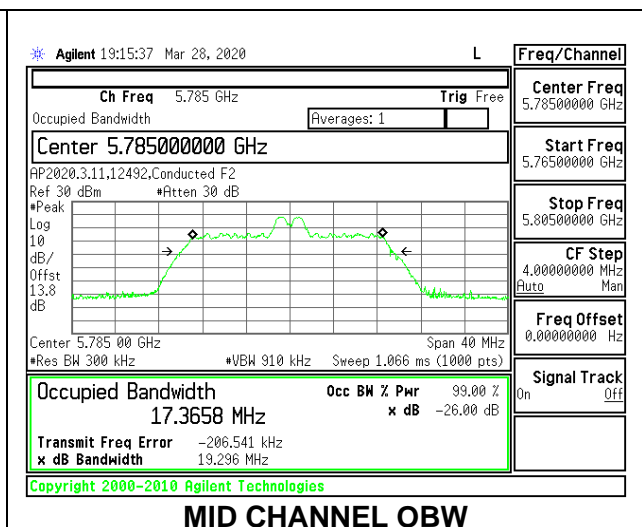 Agilent 19:15:37 Mar 28, 2020 L Freq/Channel
Ch Freq 5.785 GHz Trig Free
Occupied Bandwidth Averages: 1
Center 5.785000000 GHz
AP2020.3.11,12492,Conducted F2
Ref 30 dBm #Atten 30 dB
#Peak
Log
10
dB/
Offst
13.8
dB
Center 5.785 00 GHz Span 40 MHz
#Res BW 300 kHz #VBW 910 kHz Sweep 1.066 ms (1000 pts)
Occupied Bandwidth Occ BW % Pwr 99.00 %
17.3658 MHz x dB -26.00 dB
Transmit Freq Error -206.541 kHz
x dB Bandwidth 19.296 MHz
Copyright 2000-2010 Agilent Technologies
Center Freq
5.78500000 GHz
Start Freq
5.76500000 GHz
Stop Freq
5.80500000 GHz
CF Step
4.00000000 MHz
Auto Man
Freq Offset
0.00000000 Hz
Signal Track
On Off
MID CHANNEL OBW